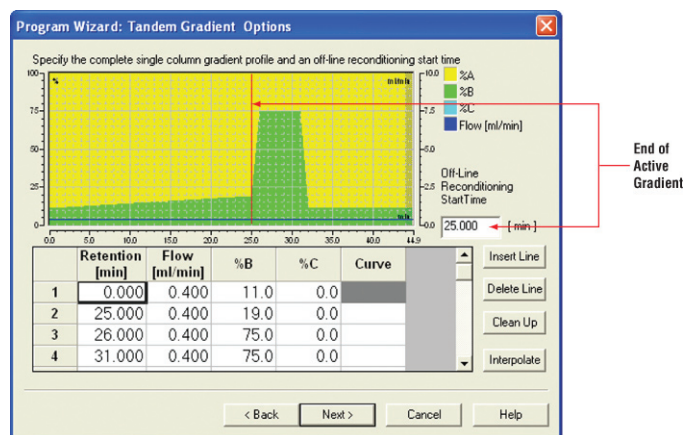 Program Wizard: Tandem Gradient Options
Specify the complete single column gradient profile and an off-line reconditioning start time
100 % ml/min 10.0
75 7.5
50 5.0
25 2.5
0 min 0.0
0.0 5.0 10.0 15.0 20.0 25.0 30.0 35.0 40.0 44.9
%A
%B
%C
Flow [ml/min]
Off-Line
Reconditioning
StartTime
25.000 [ min ]
End of
Active
Gradient
Retention [min] Flow [ml/min] %B %C Curve
1 0.000 0.400 11.0 0.0
2 25.000 0.400 19.0 0.0
3 26.000 0.400 75.0 0.0
4 31.000 0.400 75.0 0.0
Insert Line
Delete Line
Clean Up
Interpolate
< Back Next > Cancel Help